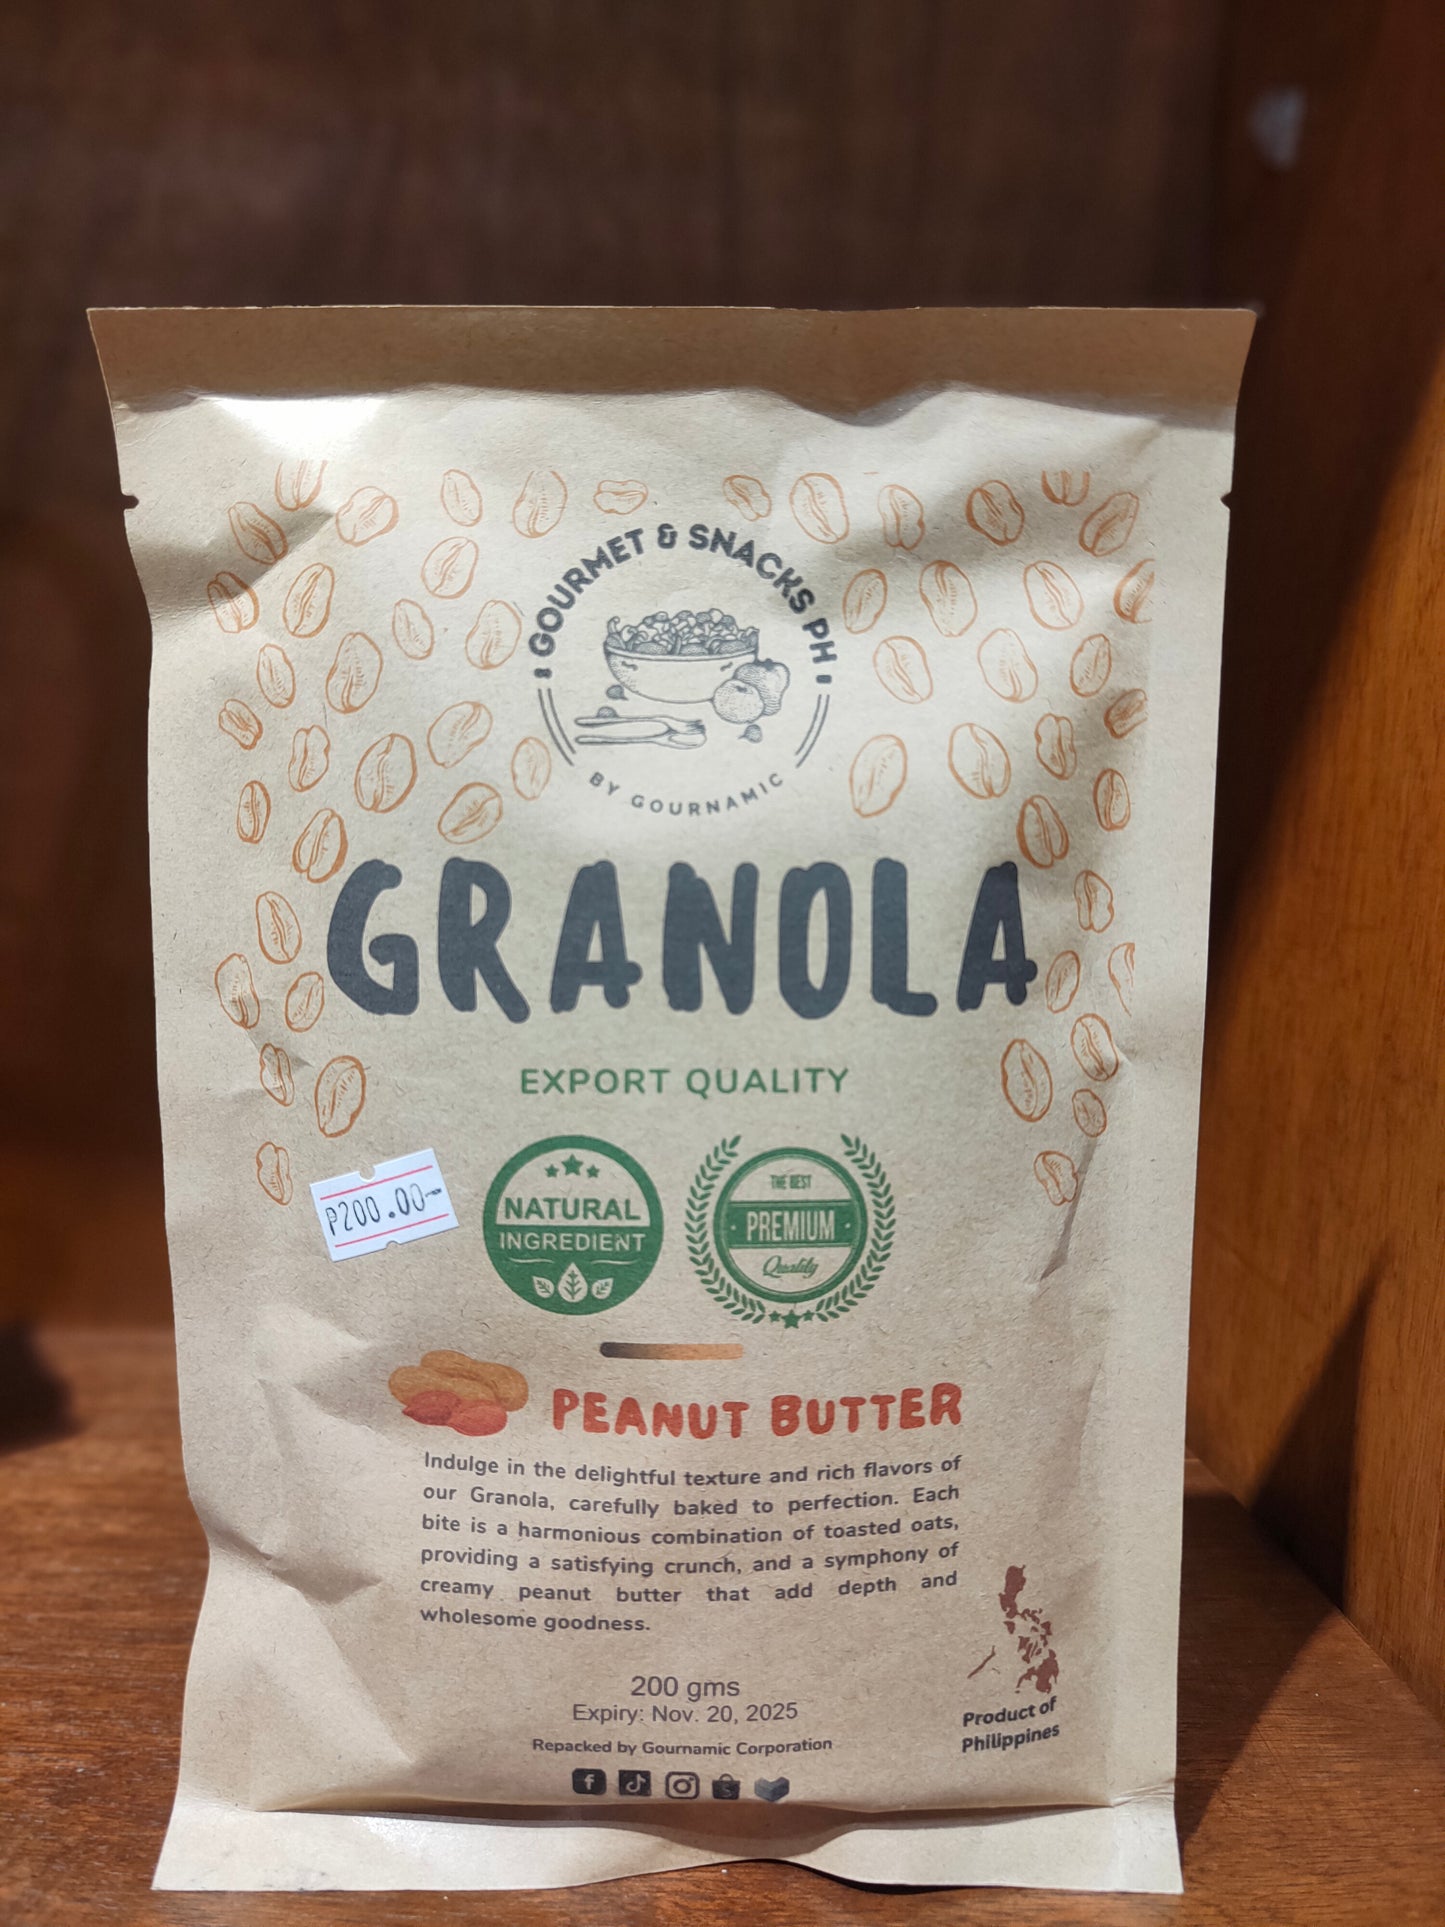 GOURMET & SNACKS PH
BY GOURNAMIC
GRANOLA
EXPORT QUALITY
₱200.00-
NATURAL
INGREDIENT
THE BEST
PREMIUM
Quality
PEANUT BUTTER
Indulge in the delightful texture and rich flavors of
our Granola, carefully baked to perfection. Each
bite is a harmonious combination of toasted oats,
providing a satisfying crunch, and a symphony of
creamy peanut butter that add depth and
wholesome goodness.
200 gms
Expiry: Nov. 20, 2025
Repacked by Gournamic Corporation
Product of
Philippines